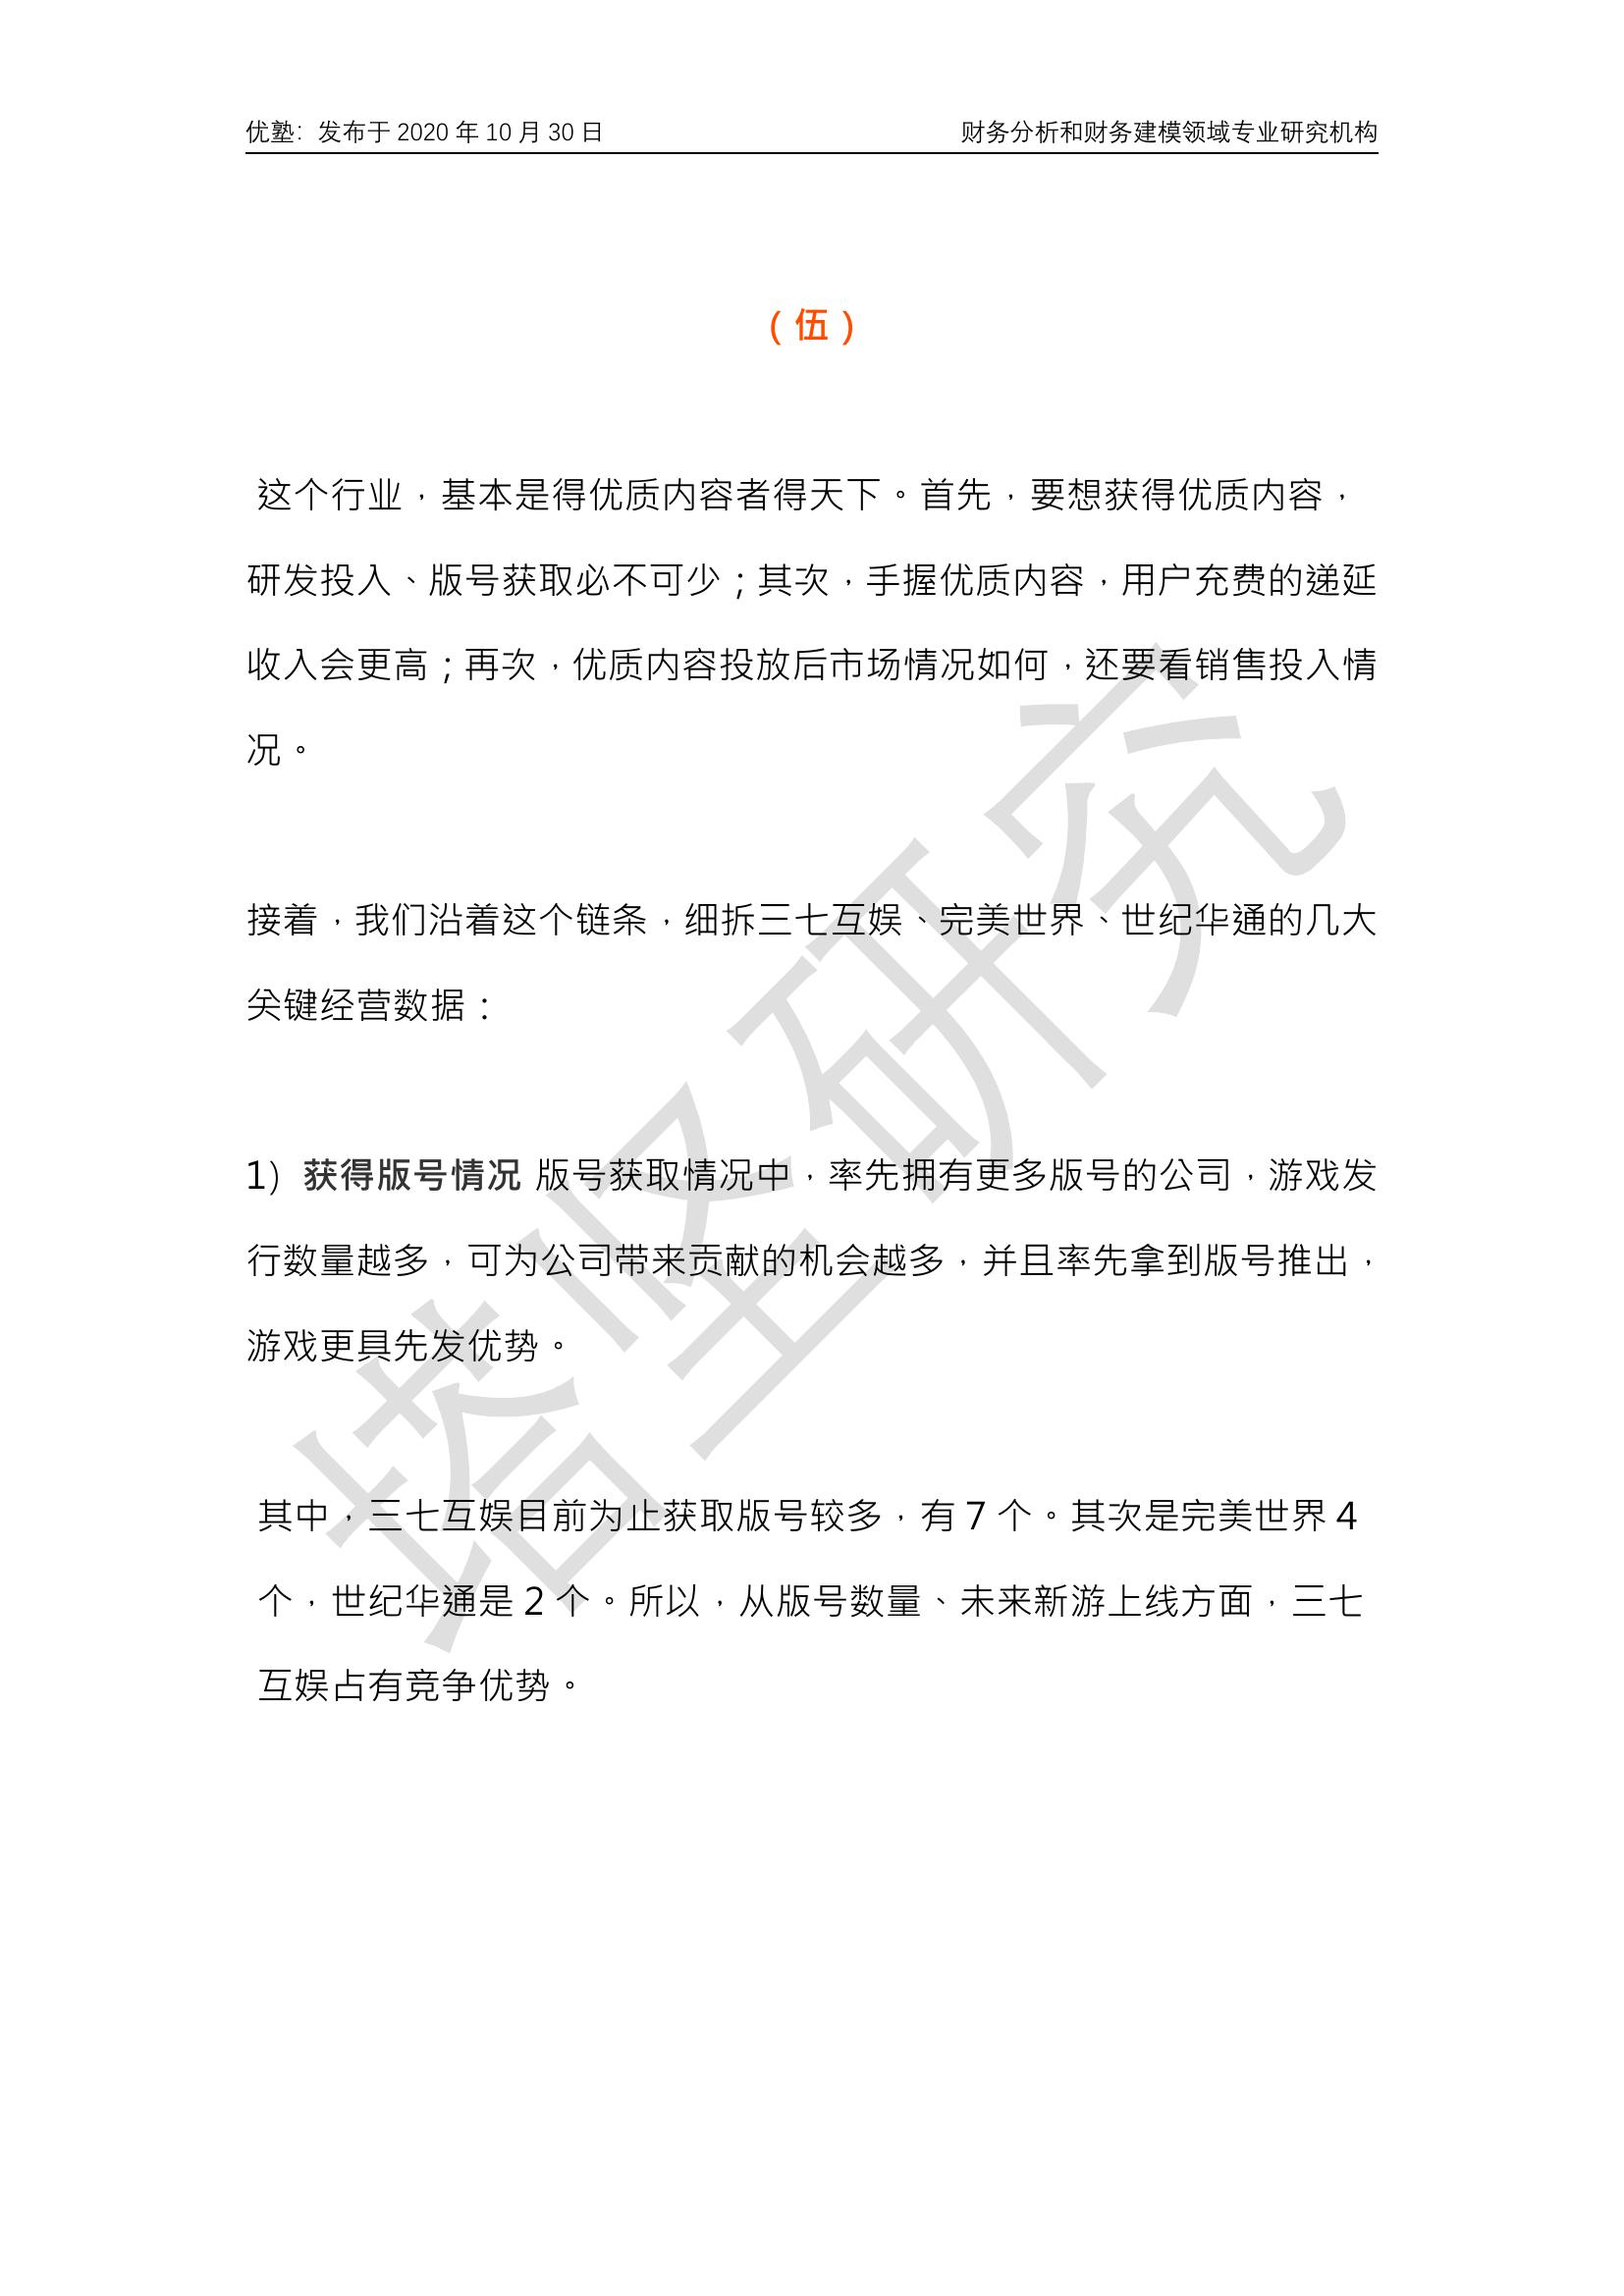 优塾：发布于 2020 年 10 月 30 日 财务分析和财务建模领域专业研究机构
（伍）
这个行业，基本是得优质内容者得天下。首先，要想获得优质内容，
研发投入、版号获取必不可少；其次，手握优质内容，用户充费的递延
收入会更高；再次，优质内容投放后市场情况如何，还要看销售投入情
况。
接着，我们沿着这个链条，细拆三七互娱、完美世界、世纪华通的几大
关键经营数据：
1）获得版号情况 版号获取情况中，率先拥有更多版号的公司，游戏发
行数量越多，可为公司带来贡献的机会越多，并且率先拿到版号推出，
游戏更具先发优势。
其中，三七互娱目前为止获取版号较多，有 7 个。其次是完美世界 4
个，世纪华通是 2 个。所以，从版号数量、未来新游上线方面，三七
互娱占有竞争优势。
塔坚研究